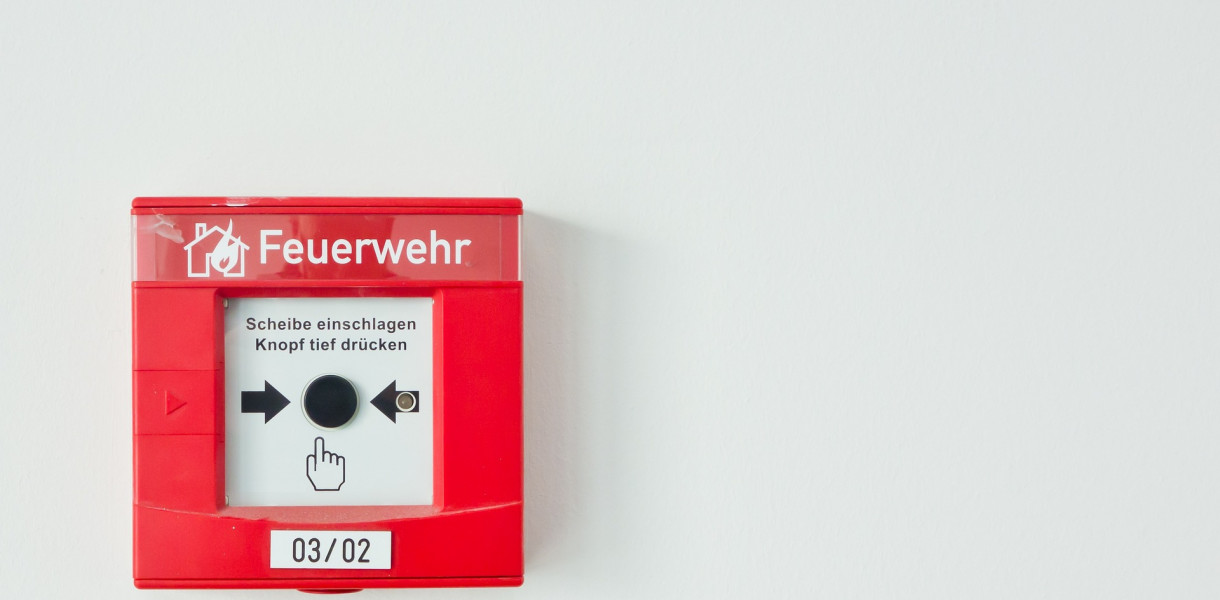 Feuerwehr
Scheibe einschlagen
Knopf tief drücken
03/02